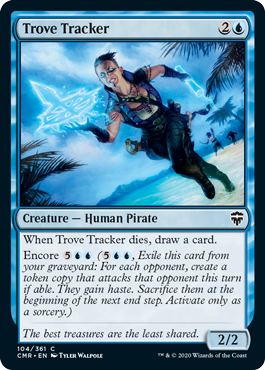 Trove Tracker 2
Creature — Human Pirate
When Trove Tracker dies, draw a card.
Encore 5 (5, Exile this card from
your graveyard: For each opponent, create a
token copy that attacks that opponent this turn
if able. They gain haste. Sacrifice them at the
beginning of the next end step. Activate only as
a sorcery.)
The best treasures are the least shared.
2/2
104/361 C
CMR • EN TYLER WALPOLE
™ & © 2020 Wizards of the Coast